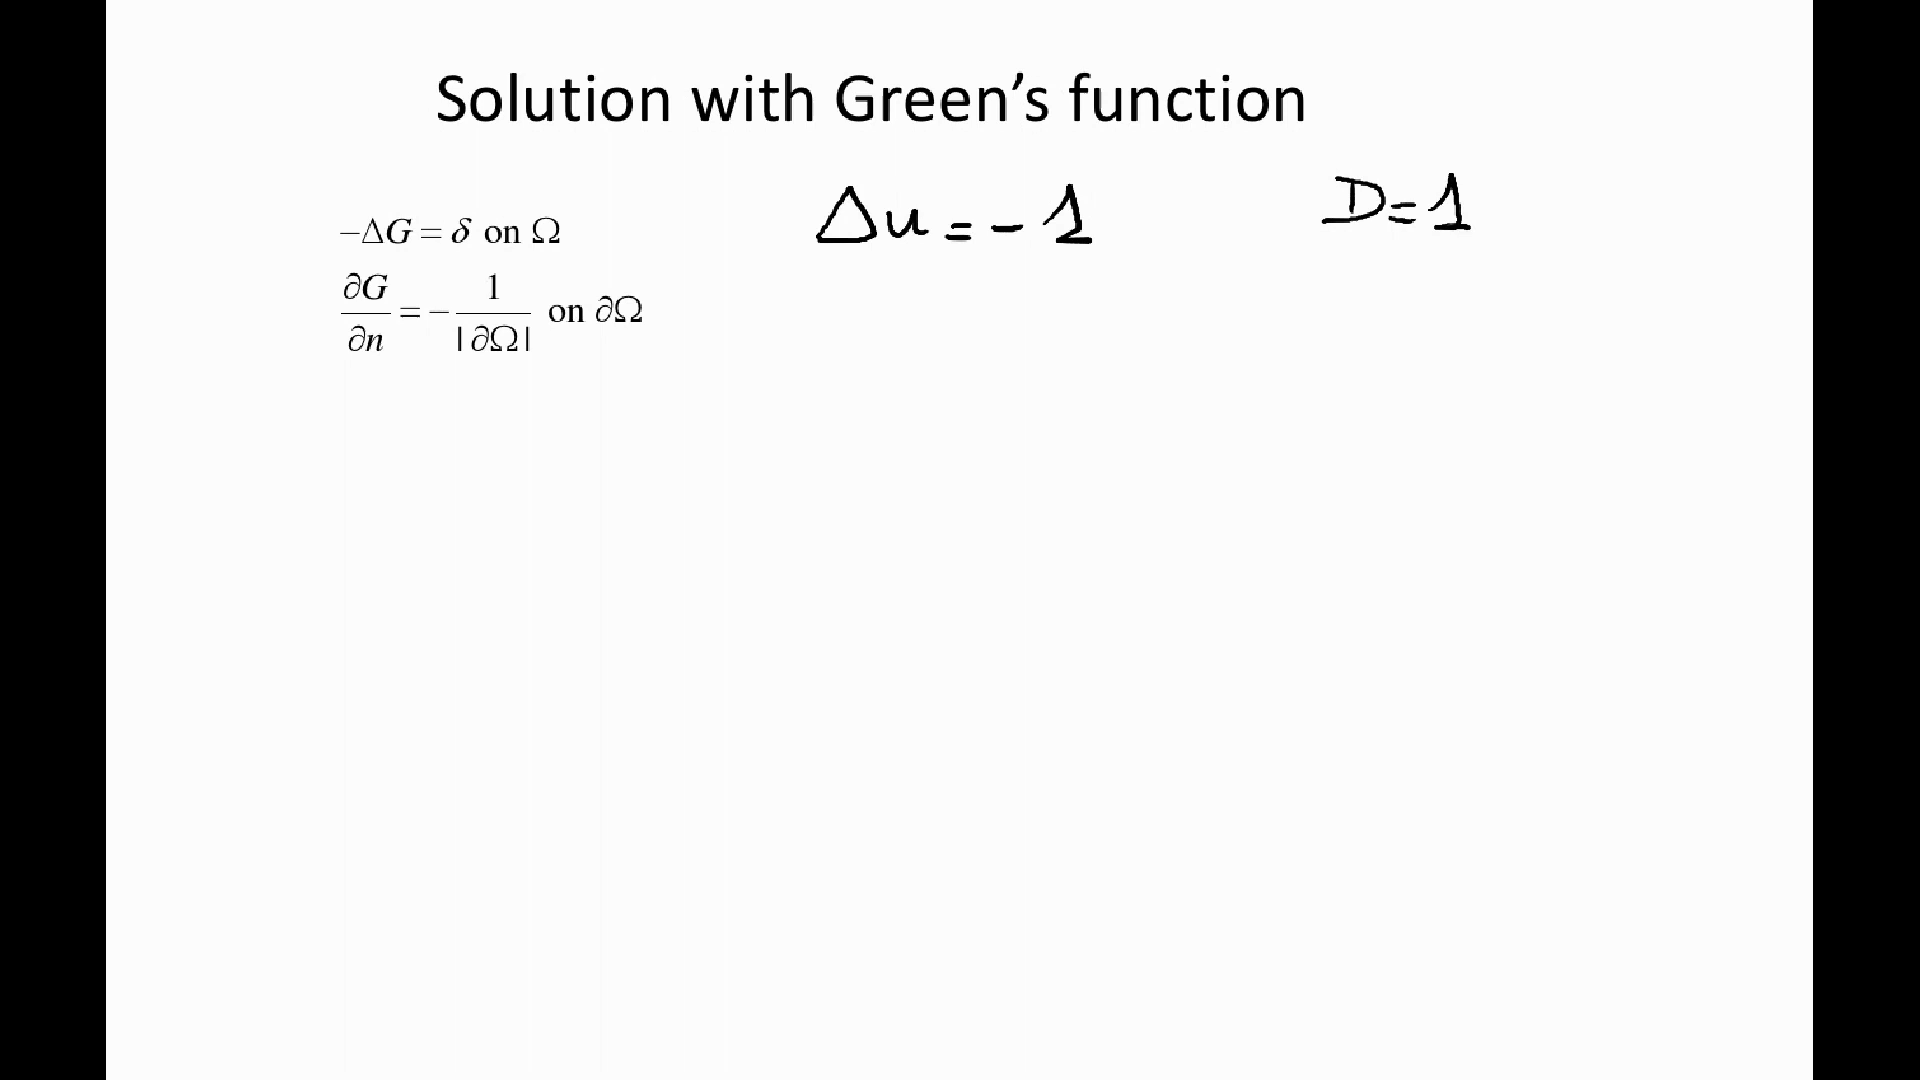 Solution with Green’s function
−ΔG = δ on Ω
∂G/∂n = − 1/|∂Ω| on ∂Ω
Δu = - 1
D = 1